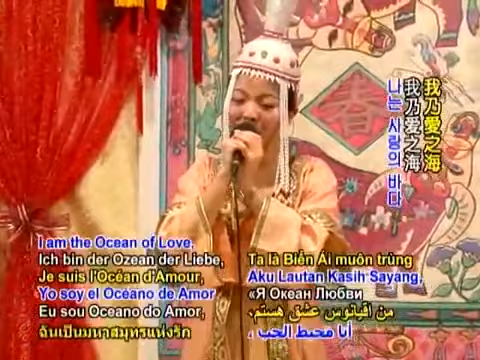 春
我乃愛之海
我乃爱之海
나는 사랑의 바다
I am the Ocean of Love,
Ich bin der Ozean der Liebe,
Je suis l'Océan d'Amour,
Yo soy el Océano de Amor
Eu sou Oceano do Amor,
ฉันเป็นมหาสมุทรแห่งรัก
Ta là Biển Ái muôn trùng
Aku Lautan Kasih Sayang,
«Я Океан Любви
من اقیانوس عشق هستم،
أنا محيط الحب ،